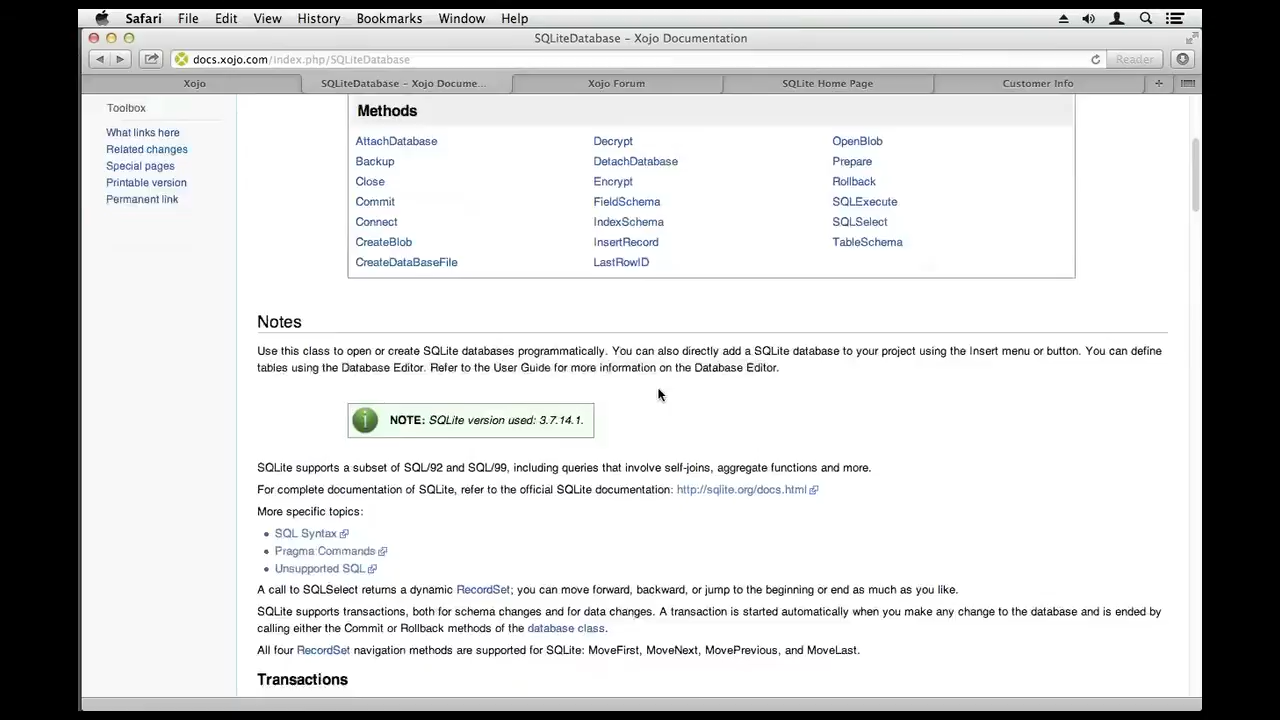 Safari File Edit View History Bookmarks Window Help
SQLiteDatabase – Xojo Documentation
docs.xojo.com/index.php/SQLiteDatabase
Reader
Xojo
SQLiteDatabase – Xojo Docume...
Xojo Forum
SQLite Home Page
Customer Info
Toolbox
What links here
Related changes
Special pages
Printable version
Permanent link
Methods
AttachDatabase Decrypt OpenBlob
Backup DetachDatabase Prepare
Close Encrypt Rollback
Commit FieldSchema SQLExecute
Connect IndexSchema SQLSelect
CreateBlob InsertRecord TableSchema
CreateDataBaseFile LastRowID
Notes
Use this class to open or create SQLite databases programmatically. You can also directly add a SQLite database to your project using the Insert menu or button. You can define
tables using the Database Editor. Refer to the User Guide for more information on the Database Editor.
NOTE: SQLite version used: 3.7.14.1.
SQLite supports a subset of SQL/92 and SQL/99, including queries that involve self-joins, aggregate functions and more.
For complete documentation of SQLite, refer to the official SQLite documentation: http://sqlite.org/docs.html
More specific topics:
SQL Syntax
Pragma Commands
Unsupported SQL
A call to SQLSelect returns a dynamic RecordSet; you can move forward, backward, or jump to the beginning or end as much as you like.
SQLite supports transactions, both for schema changes and for data changes. A transaction is started automatically when you make any change to the database and is ended by
calling either the Commit or Rollback methods of the database class.
All four RecordSet navigation methods are supported for SQLite: MoveFirst, MoveNext, MovePrevious, and MoveLast.
Transactions